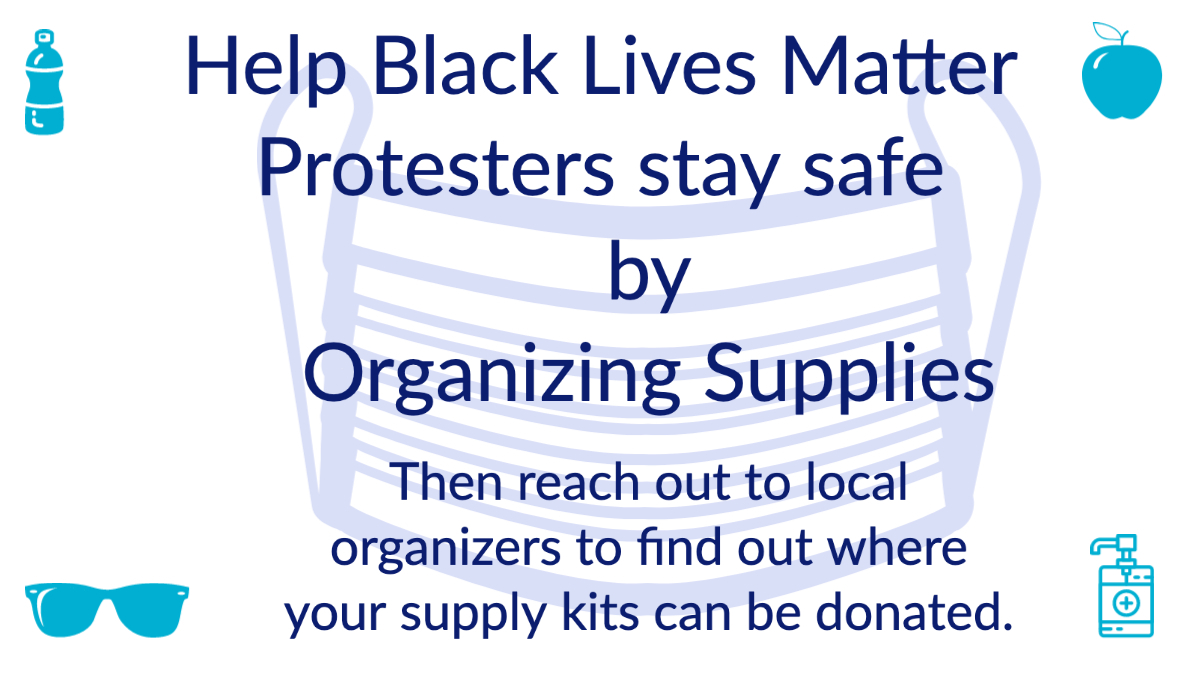 Help Black Lives Matter
Protesters stay safe
by
Organizing Supplies
Then reach out to local
organizers to find out where
your supply kits can be donated.